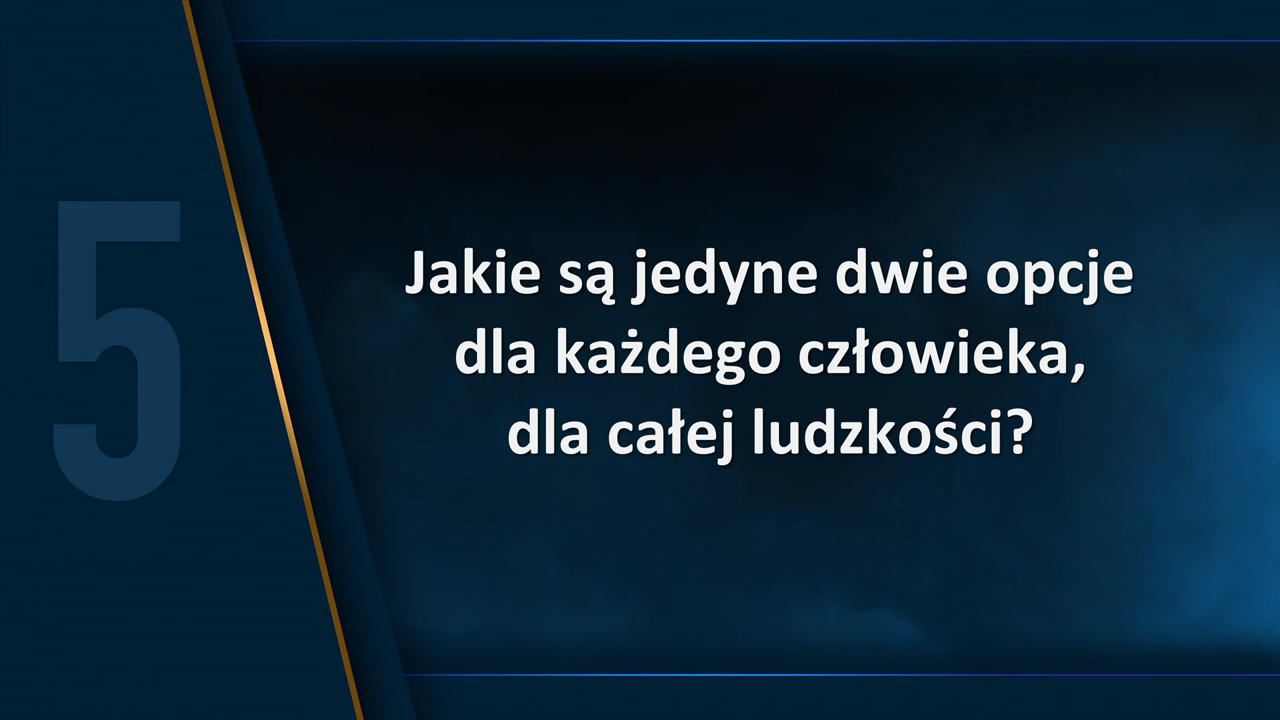 5
Jakie są jedyne dwie opcje
dla każdego człowieka,
dla całej ludzkości?